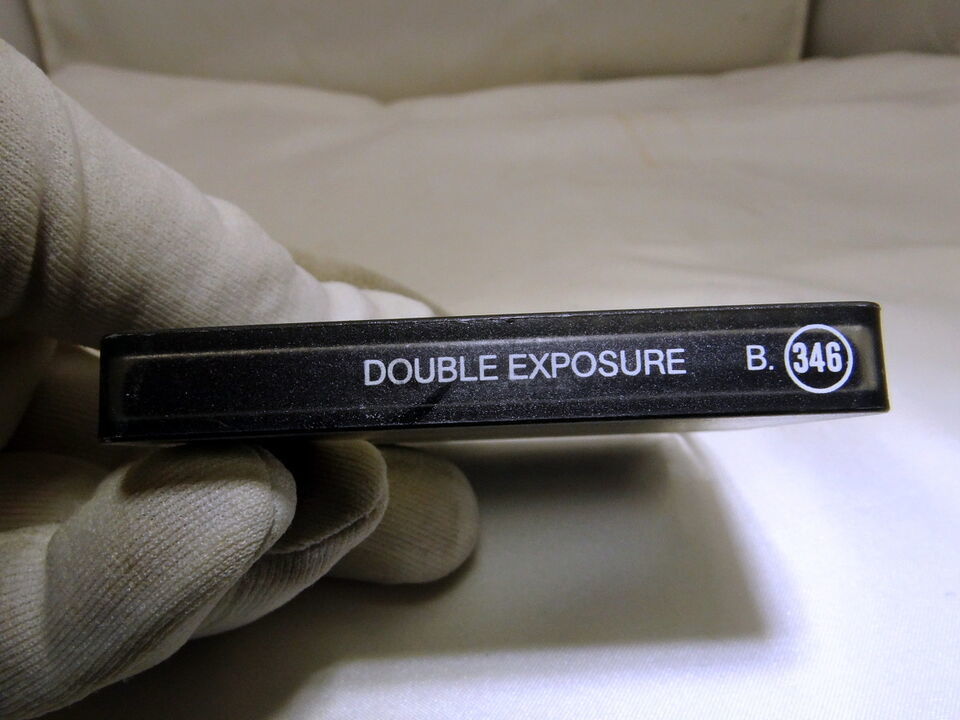 DOUBLE EXPOSURE B. 346